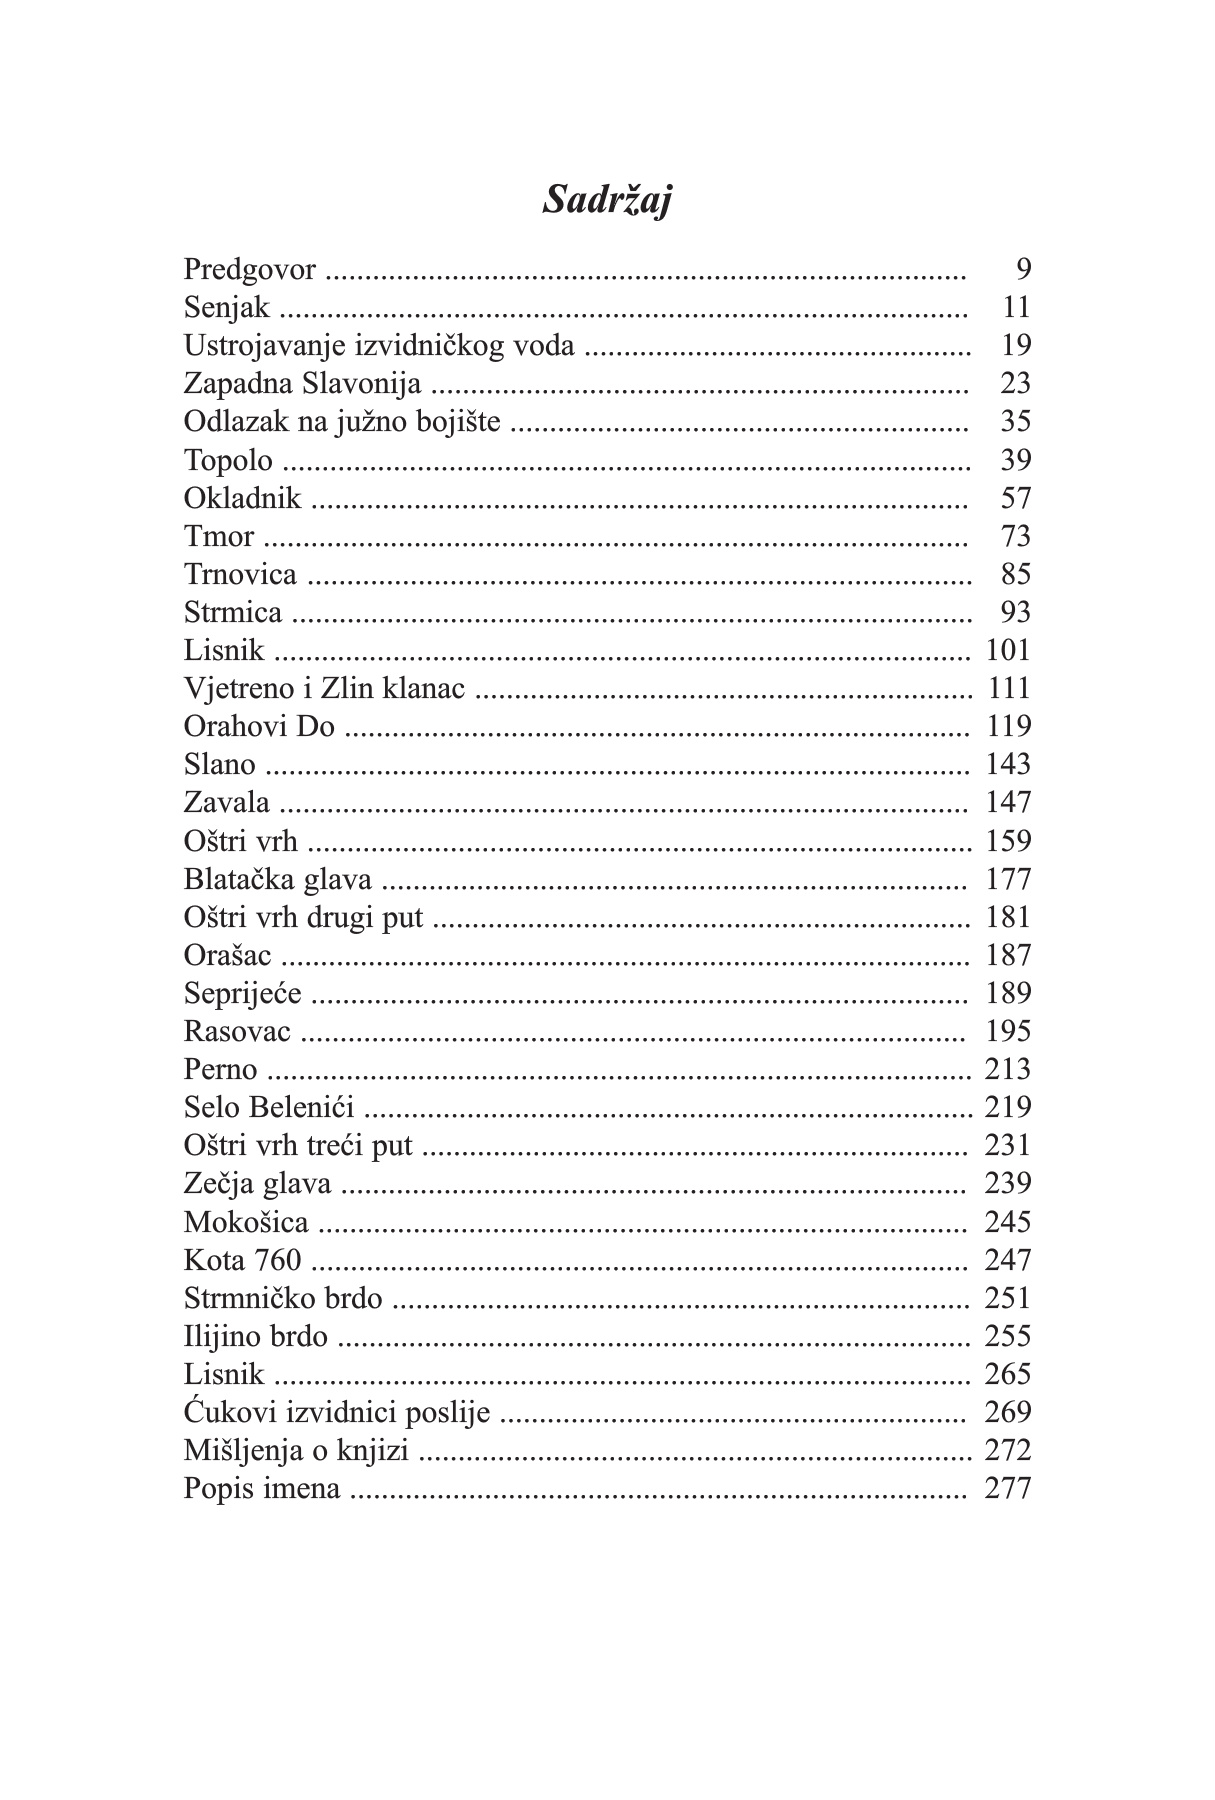 Sadržaj
Predgovor ................................................................................ 9
Senjak ...................................................................................... 11
Ustrojavanje izvidničkog voda ................................................ 19
Zapadna Slavonija ................................................................... 23
Odlazak na južno bojište ......................................................... 35
Topolo ...................................................................................... 39
Okladnik .................................................................................. 57
Tmor ........................................................................................ 73
Trnovica ................................................................................... 85
Strmica ..................................................................................... 93
Lisnik ....................................................................................... 101
Vjetreno i Zlin klanac .............................................................. 111
Orahovi Do .............................................................................. 119
Slano ........................................................................................ 143
Zavala ...................................................................................... 147
Oštri vrh ................................................................................... 159
Blatačka glava ......................................................................... 177
Oštri vrh drugi put ................................................................... 181
Orašac ...................................................................................... 187
Seprijeće .................................................................................. 189
Rasovac ................................................................................... 195
Perno ........................................................................................ 213
Selo Belenići ............................................................................ 219
Oštri vrh treći put .................................................................... 231
Zečja glava .............................................................................. 239
Mokošica ................................................................................. 245
Kota 760 .................................................................................. 247
Strmničko brdo ........................................................................ 251
Ilijino brdo ............................................................................... 255
Lisnik ....................................................................................... 265
Ćukovi izvidnici poslije .......................................................... 269
Mišljenja o knjizi ..................................................................... 272
Popis imena ............................................................................. 277